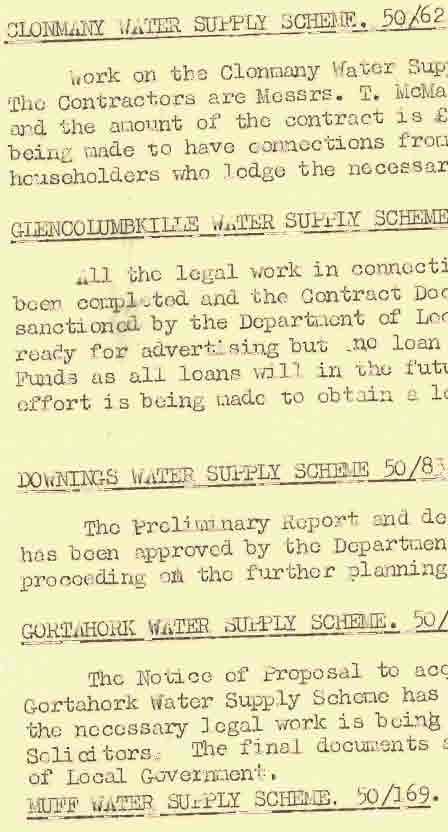 CLONMANY WATER SUPPLY SCHEME. 50/62
Work on the Clonmany Water Supp
The Contractors are Messrs. T. McMa
and the amount of the contract is £
being made to have connections from
householders who lodge the necessar
GLENCOLUMBKILLE WATER SUPPLY SCHEME
All the legal work in connecti
been completed and the Contract Doc
sanctioned by the Department of Loc
ready for advertising but no loan
Funds as all loans will in the futu
effort is being made to obtain a lo
DOWNINGS WATER SUPPLY SCHEME 50/83
The Preliminary Report and de
has been approved by the Departmen
proceeding on the further planning
GORTAHORK WATER SUPPLY SCHEME. 50/
The Notice of Proposal to acq
Gortahork Water Supply Scheme has
the necessary legal work is being
Solicitors. The final documents a
of Local Government.
MUFF WATER SUPPLY SCHEME. 50/169.